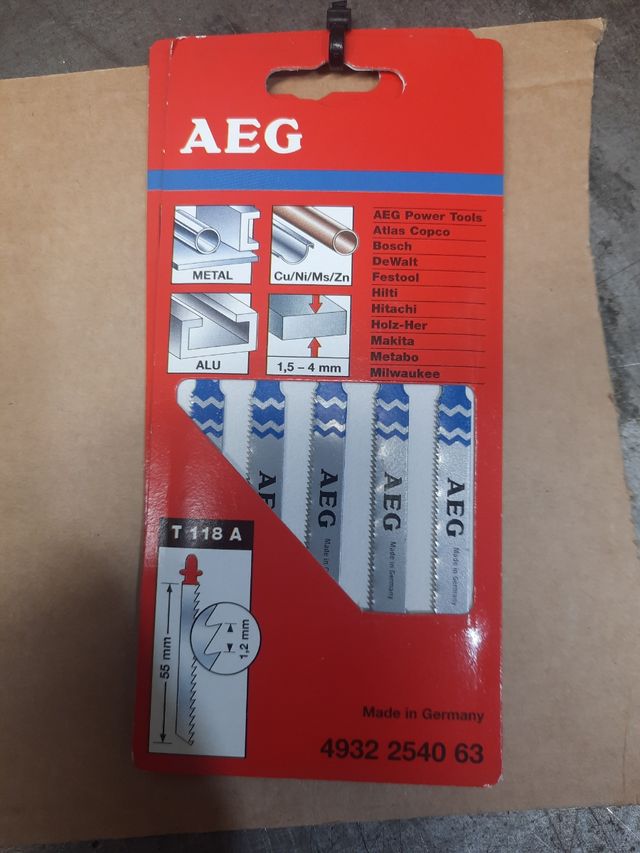 AEG
METAL
Cu/Ni/Ms/Zn
ALU
1,5 – 4 mm
AEG Power Tools
Atlas Copco
Bosch
DeWalt
Festool
Hilti
Hitachi
Holz-Her
Makita
Metabo
Milwaukee
AEG
AEG
AEG
Made in Germany
AEG
Made in Germany
T 118 A
55 mm
1,2 mm
Made in Germany
4932 2540 63